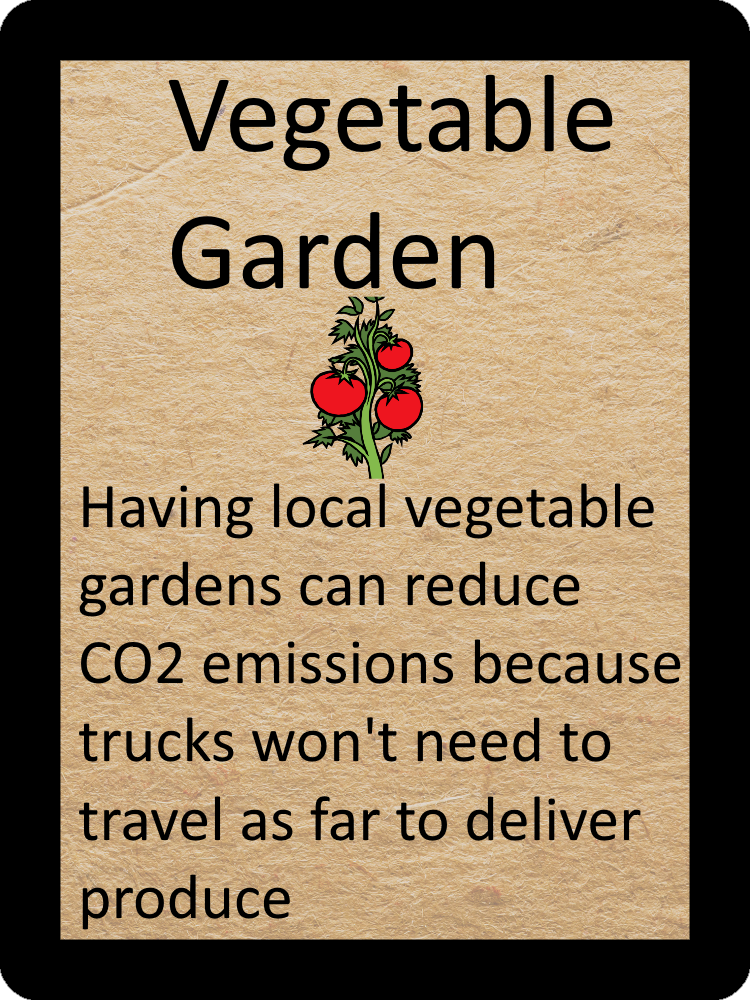 Vegetable
Garden
Having local vegetable
gardens can reduce
CO2 emissions because
trucks won't need to
travel as far to deliver
produce